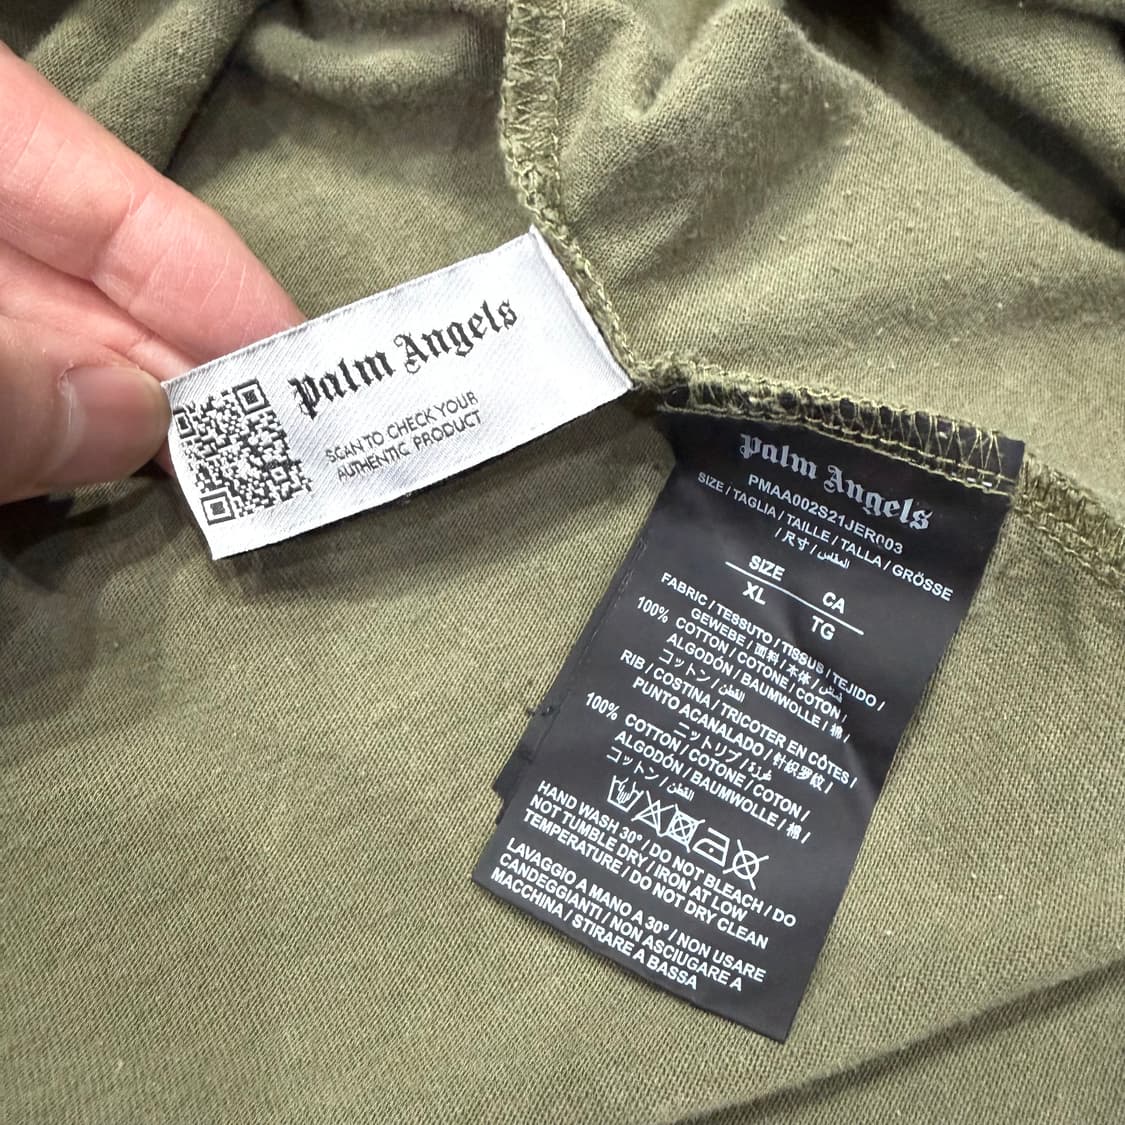 Palm Angels
SCAN TO CHECK YOUR
AUTHENTIC PRODUCT
Palm Angels
PMAA002S21JER003
SIZE / TAGLIA / TAILLE / TALLA / GRÖSSE
/ 尺寸 / المقاس
SIZE CA
XL TG
FABRIC / TESSUTO / TISSUS / TEJIDO /
GEWEBE / 面料 / 本体 / قماش
100% COTTON / COTONE / COTON /
ALGODÓN / BAUMWOLLE / 棉 /
コットン / القطن
RIB / COSTINA / TRICOTER EN CÔTES /
PUNTO ACANALADO / 针织罗纹 /
ニットリブ /
100% COTTON / COTONE / COTON /
ALGODÓN / BAUMWOLLE / 棉 /
コットン / القطن
HAND WASH 30° / DO NOT BLEACH / DO
NOT TUMBLE DRY / IRON AT LOW
TEMPERATURE / DO NOT DRY CLEAN
LAVAGGIO A MANO A 30° / NON USARE
CANDEGGIANTI / NON ASCIUGARE A
MACCHINA / STIRARE A BASSA